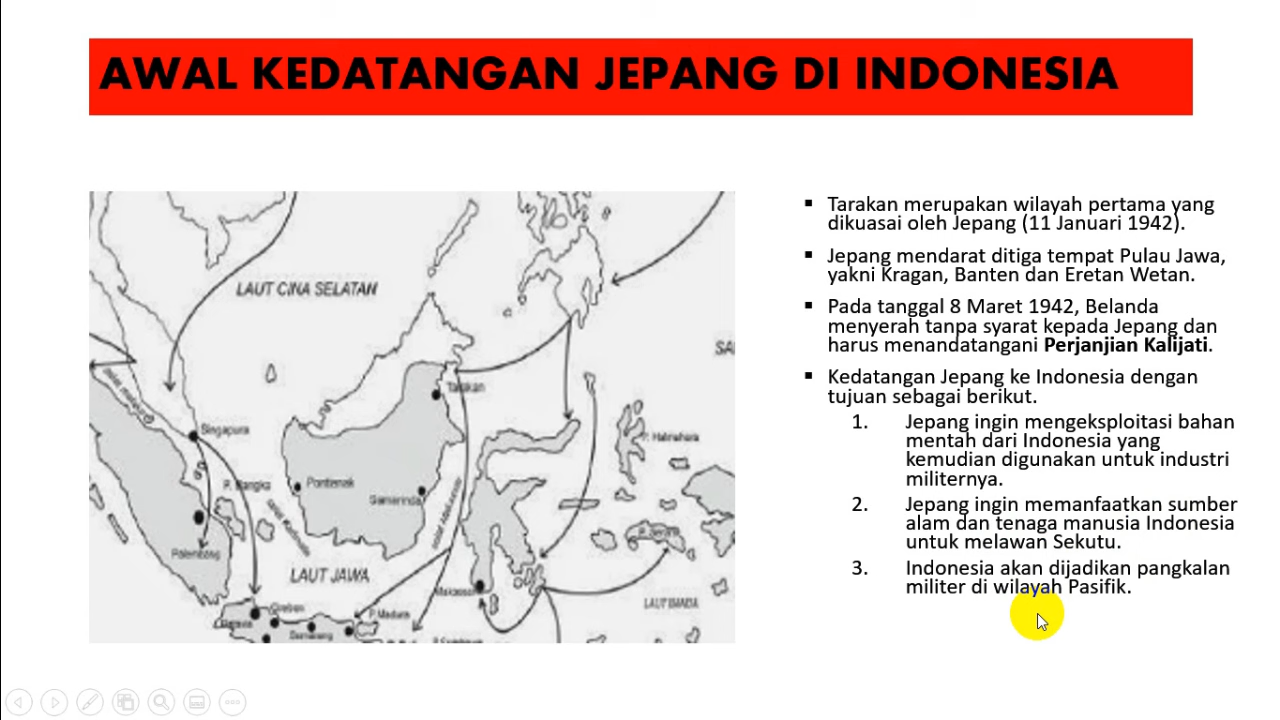 AWAL KEDATANGAN JEPANG DI INDONESIA
LAUT CINA SELATAN
Tarakan
Singapura
P. Halmahera
P. Bangka
Pontianak
Samarinda
Palembang
LAUT JAWA
Makassar
LAUT BANDA
Cirebon
P. Madura
Semarang
▪ Tarakan merupakan wilayah pertama yang
dikuasai oleh Jepang (11 Januari 1942).
▪ Jepang mendarat ditiga tempat Pulau Jawa,
yakni Kragan, Banten dan Eretan Wetan.
▪ Pada tanggal 8 Maret 1942, Belanda
menyerah tanpa syarat kepada Jepang dan
harus menandatangani Perjanjian Kalijati.
▪ Kedatangan Jepang ke Indonesia dengan
tujuan sebagai berikut.
1. Jepang ingin mengeksploitasi bahan
mentah dari Indonesia yang
kemudian digunakan untuk industri
militernya.
2. Jepang ingin memanfaatkan sumber
alam dan tenaga manusia Indonesia
untuk melawan Sekutu.
3. Indonesia akan dijadikan pangkalan
militer di wilayah Pasifik.